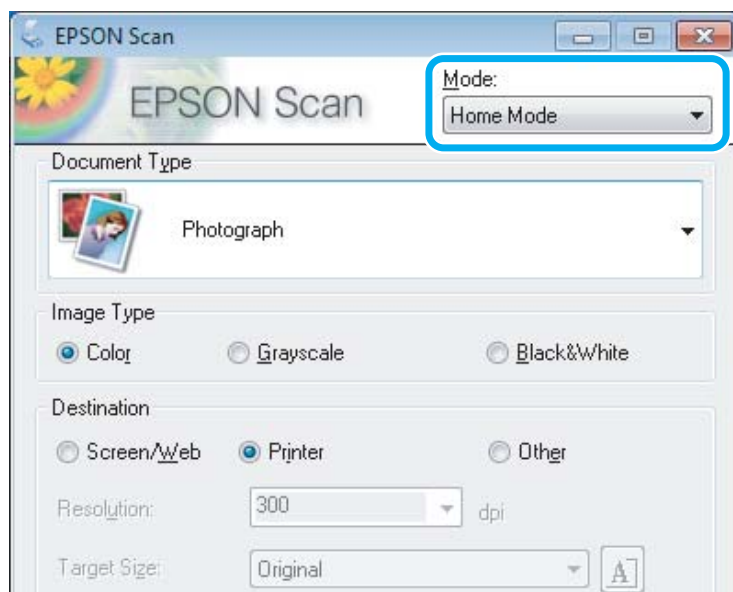 EPSON Scan
EPSON Scan
Mode:
Home Mode
Document Type
Photograph
Image Type
Color Grayscale Black&White
Destination
Screen/Web Printer Other
Resolution: 300 dpi
Target Size: Original A